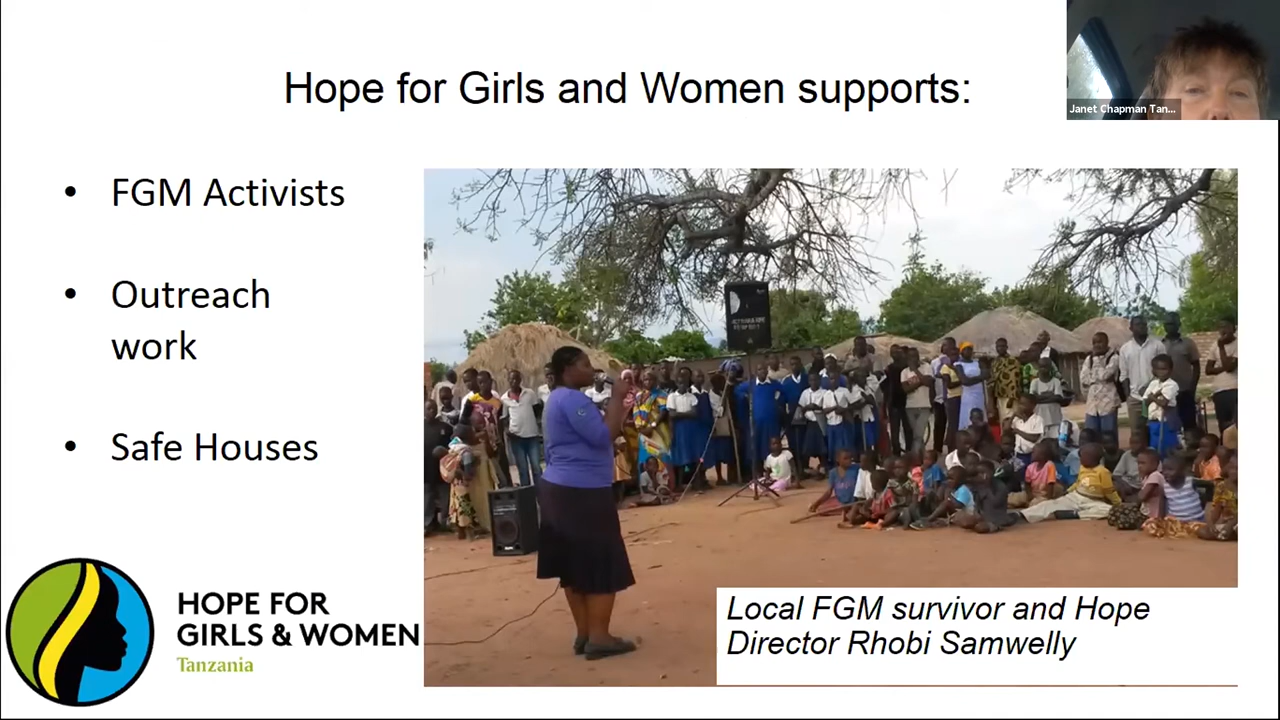 Hope for Girls and Women supports:
Janet Chapman Tan...
• FGM Activists
• Outreach
work
• Safe Houses
HOPE FOR
GIRLS & WOMEN
Tanzania
Local FGM survivor and Hope
Director Rhobi Samwelly